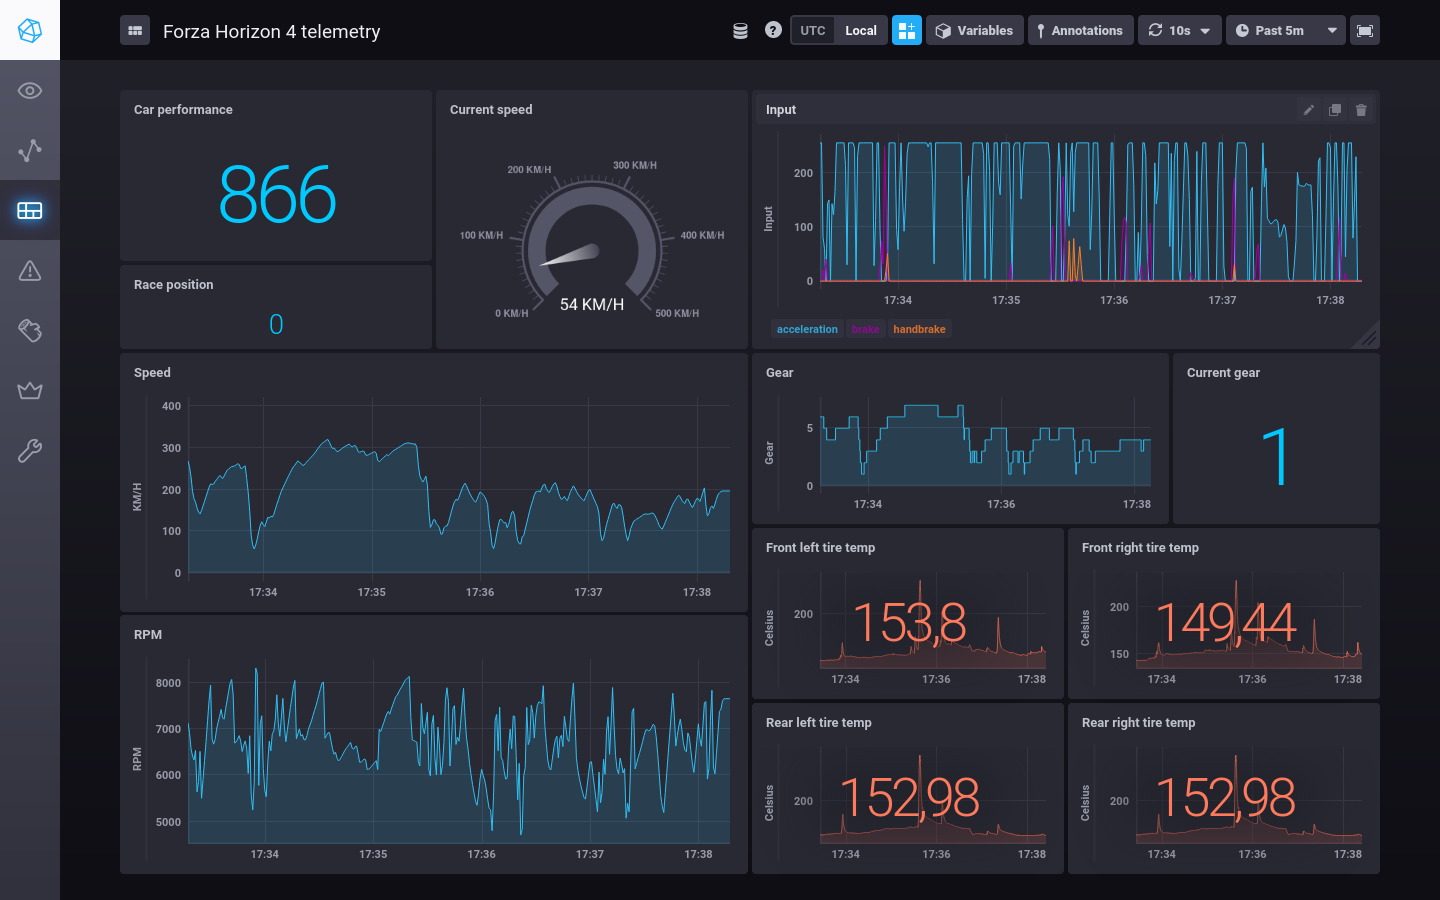 Forza Horizon 4 telemetry
? UTC Local Variables Annotations 10s Past 5m
Car performance
866
Race position
0
Current speed
0 KM/H
100 KM/H
200 KM/H
300 KM/H
400 KM/H
500 KM/H
54 KM/H
Input
Input
200
100
0
17:34 17:35 17:36 17:37 17:38
acceleration brake handbrake
Speed
KM/H
400
300
200
100
0
17:34 17:35 17:36 17:37 17:38
Gear
Gear
5
0
17:34 17:36 17:38
Current gear
1
Front left tire temp
Celsius
200
153,8
17:34 17:36 17:38
Front right tire temp
Celsius
200
150
149,44
17:34 17:36 17:38
RPM
RPM
8000
7000
6000
5000
17:34 17:35 17:36 17:37 17:38
Rear left tire temp
Celsius
200
152,98
17:34 17:36 17:38
Rear right tire temp
Celsius
200
152,98
17:34 17:36 17:38